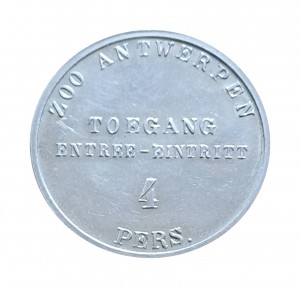 ZOO ANTWERPEN
TOEGANG
ENTREE-EINTRITT
4
PERS.